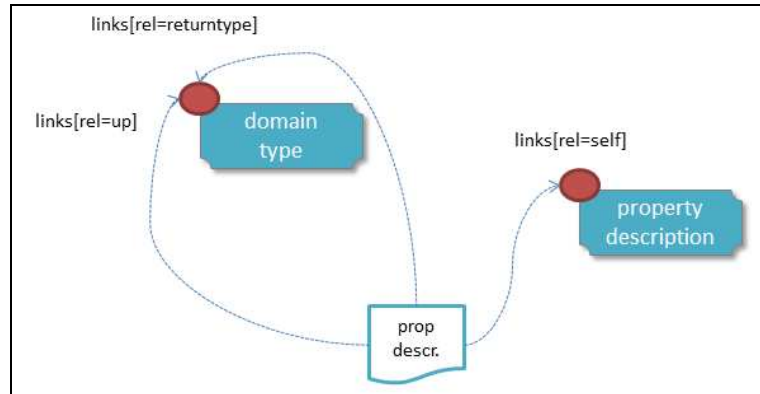 links[rel=returntype]
links[rel=up]
domain
type
links[rel=self]
property
description
prop
descr.